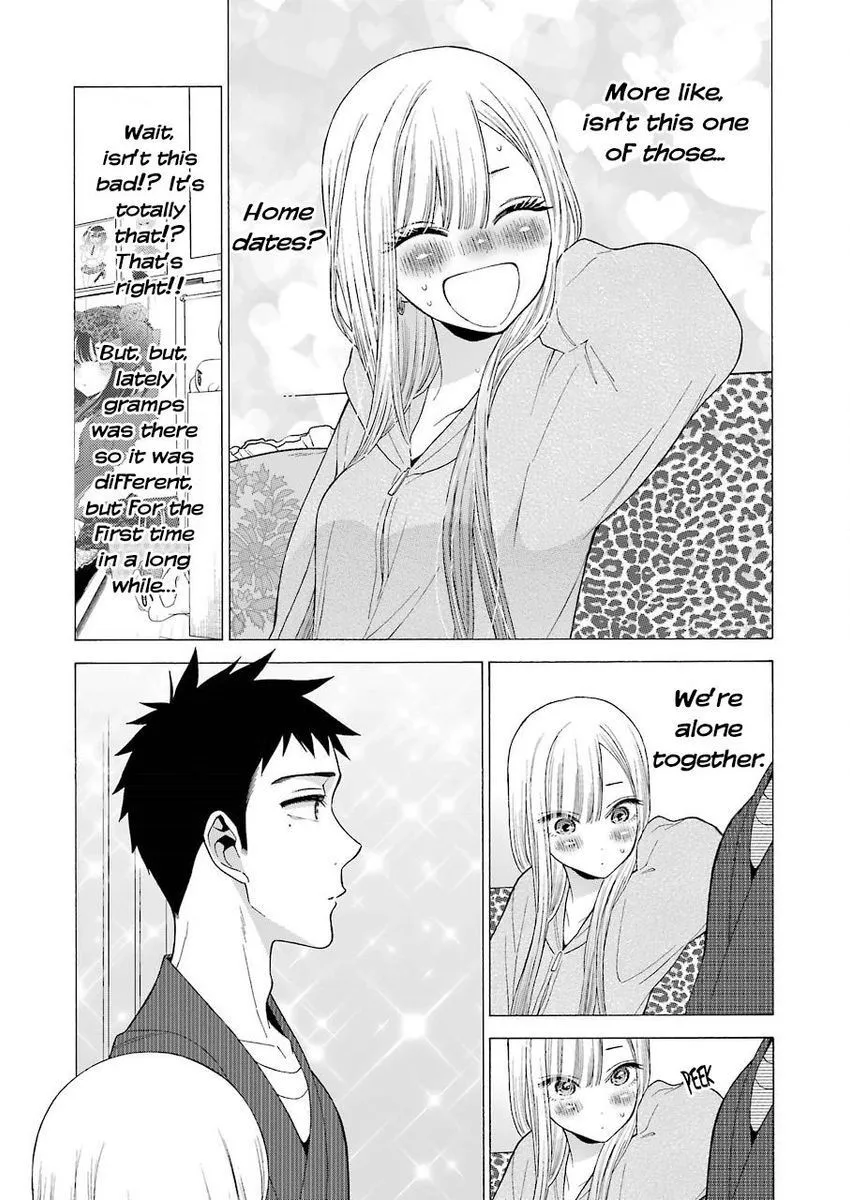 More like,
isn't this one
of those...
Home
dates?
Wait,
isn't this
bad!? It's
totally
that!?
That's
right!!
But, but,
lately
gramps
was there
so it was
different,
but for the
first time
in a long
while...
We're
alone
together.
PEEK